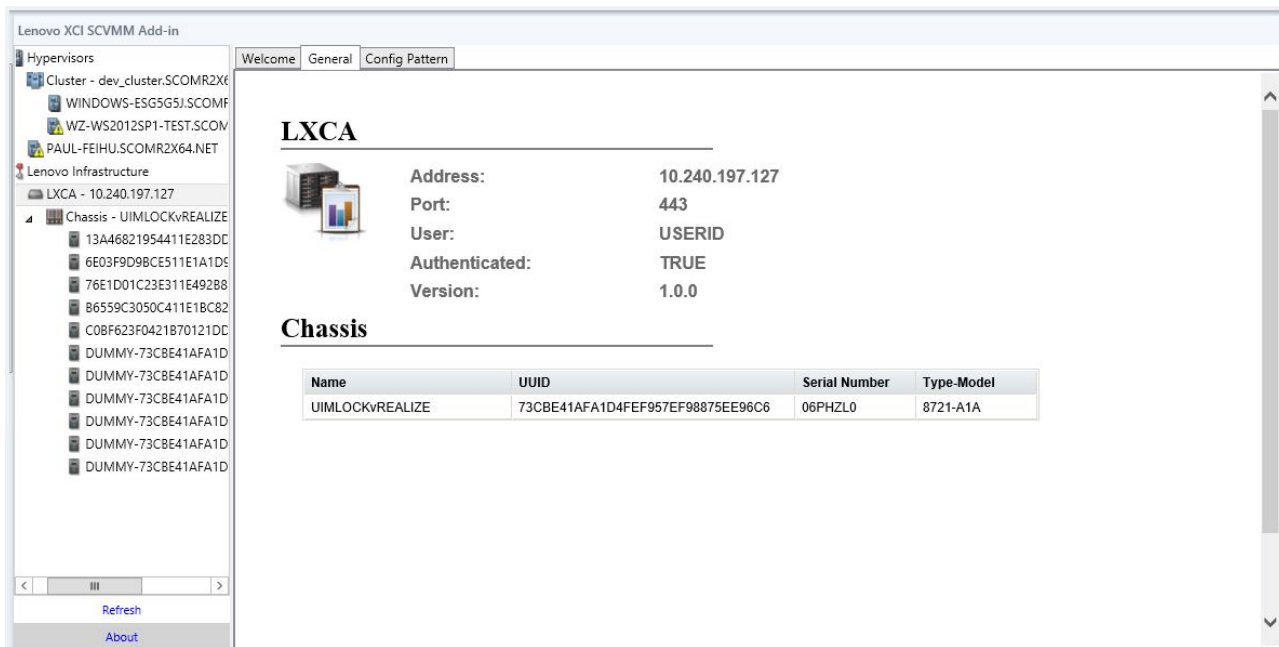 Lenovo XCI SCVMM Add-in
Hypervisors
Cluster - dev_cluster.SCOMR2X6
WINDOWS-ESG5G5J.SCOMF
WZ-WS2012SP1-TEST.SCOM
PAUL-FEIHU.SCOMR2X64.NET
Lenovo Infrastructure
LXCA - 10.240.197.127
Chassis - UIMLOCKvREALIZE
13A46821954411E283DD
6E03F9D9BCE511E1A1D9
76E1D01C23E311E492B8
B6559C3050C411E1BC82
C0BF623F0421B70121DD
DUMMY-73CBE41AFA1D
DUMMY-73CBE41AFA1D
DUMMY-73CBE41AFA1D
DUMMY-73CBE41AFA1D
DUMMY-73CBE41AFA1D
DUMMY-73CBE41AFA1D
Refresh
About
Welcome General Config Pattern
LXCA
Address: 10.240.197.127
Port: 443
User: USERID
Authenticated: TRUE
Version: 1.0.0
Chassis
Name UUID Serial Number Type-Model
UIMLOCKvREALIZE 73CBE41AFA1D4FEF957EF98875EE96C6 06PHZL0 8721-A1A